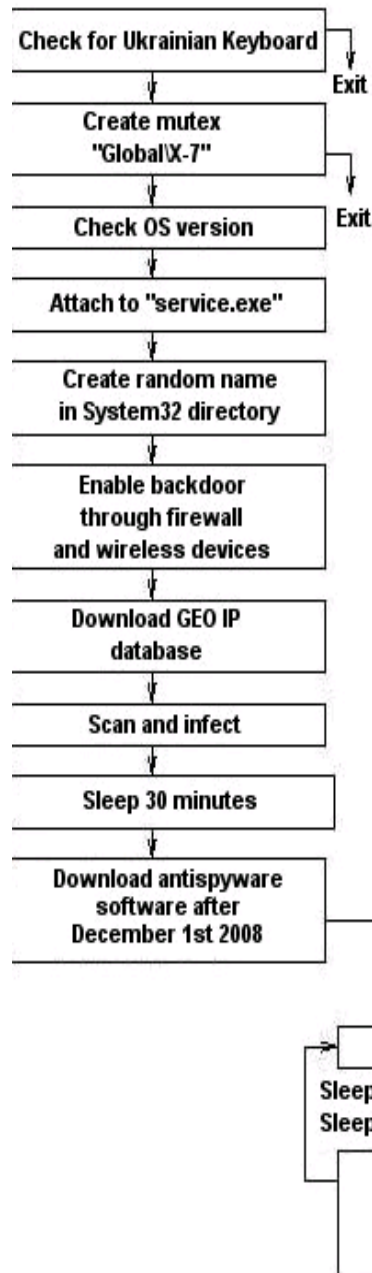 Check for Ukrainian Keyboard
Exit
Create mutex
"Global\X-7"
Exit
Check OS version
Attach to "service.exe"
Create random name
in System32 directory
Enable backdoor
through firewall
and wireless devices
Download GEO IP
database
Scan and infect
Sleep 30 minutes
Download antispyware
software after
December 1st 2008
Sleep
Sleep